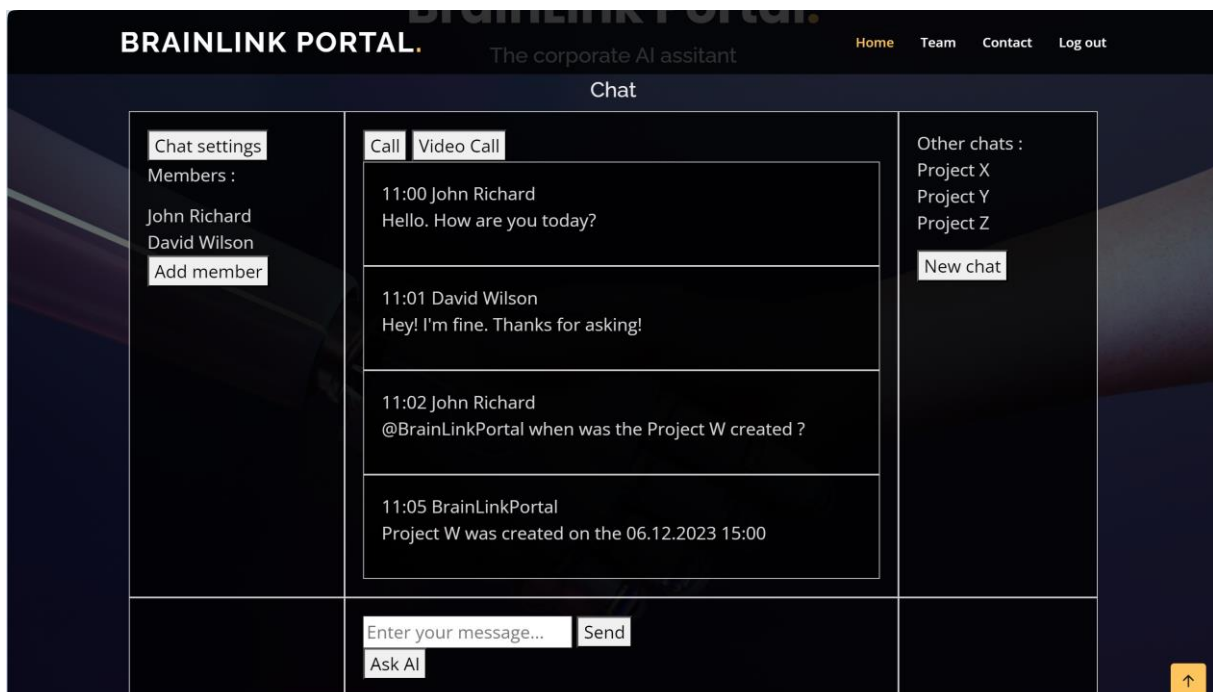 BrainLink Portal.
BRAINLINK PORTAL.
The corporate AI assitant
Home Team Contact Log out
Chat
Chat settings
Members :
John Richard
David Wilson
Add member
Call Video Call
11:00 John Richard
Hello. How are you today?
11:01 David Wilson
Hey! I'm fine. Thanks for asking!
11:02 John Richard
@BrainLinkPortal when was the Project W created ?
11:05 BrainLinkPortal
Project W was created on the 06.12.2023 15:00
Other chats :
Project X
Project Y
Project Z
New chat
Enter your message... Send
Ask AI